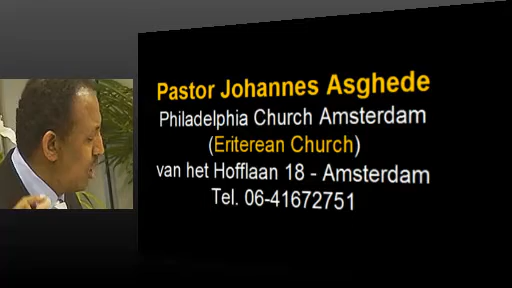 Pastor Johannes Asghede
Philadelphia Church Amsterdam
(Eriterean Church)
van het Hofflaan 18 - Amsterdam
Tel. 06-41672751